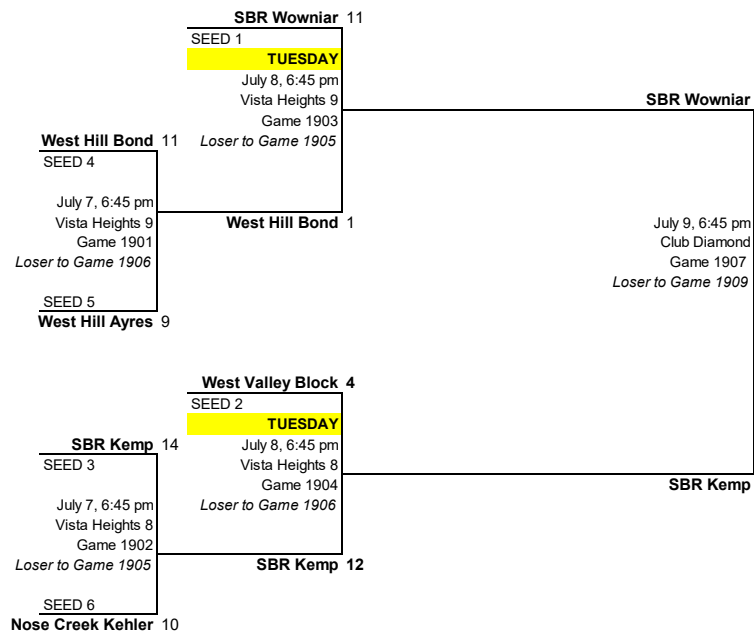 SBR Wowniar 11
SEED 1
TUESDAY
July 8, 6:45 pm
Vista Heights 9
Game 1903
Loser to Game 1905
SBR Wowniar
West Hill Bond 11
SEED 4
July 7, 6:45 pm
Vista Heights 9
Game 1901
Loser to Game 1906
West Hill Bond 1
July 9, 6:45 pm
Club Diamond
Game 1907
Loser to Game 1909
SEED 5
West Hill Ayres 9
West Valley Block 4
SEED 2
TUESDAY
July 8, 6:45 pm
Vista Heights 8
Game 1904
Loser to Game 1906
SBR Kemp 14
SEED 3
July 7, 6:45 pm
Vista Heights 8
Game 1902
Loser to Game 1905
SBR Kemp
SBR Kemp 12
SEED 6
Nose Creek Kehler 10